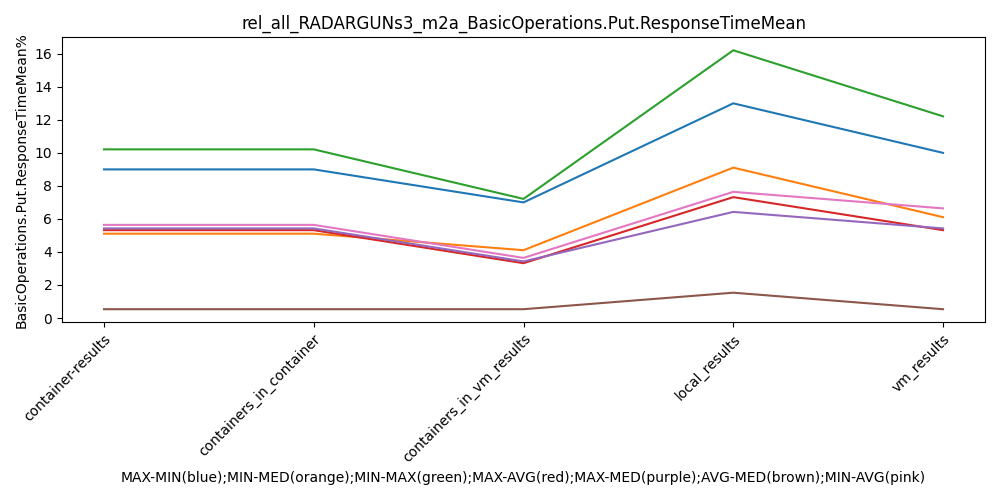 rel_all_RADARGUNs3_m2a_BasicOperations.Put.ResponseTimeMean
BasicOperations.Put.ResponseTimeMean%
16
14
12
10
8
6
4
2
0
container-results
containers_in_container
containers_in_vm_results
local_results
vm_results
MAX-MIN(blue);MIN-MED(orange);MIN-MAX(green);MAX-AVG(red);MAX-MED(purple);AVG-MED(brown);MIN-AVG(pink)